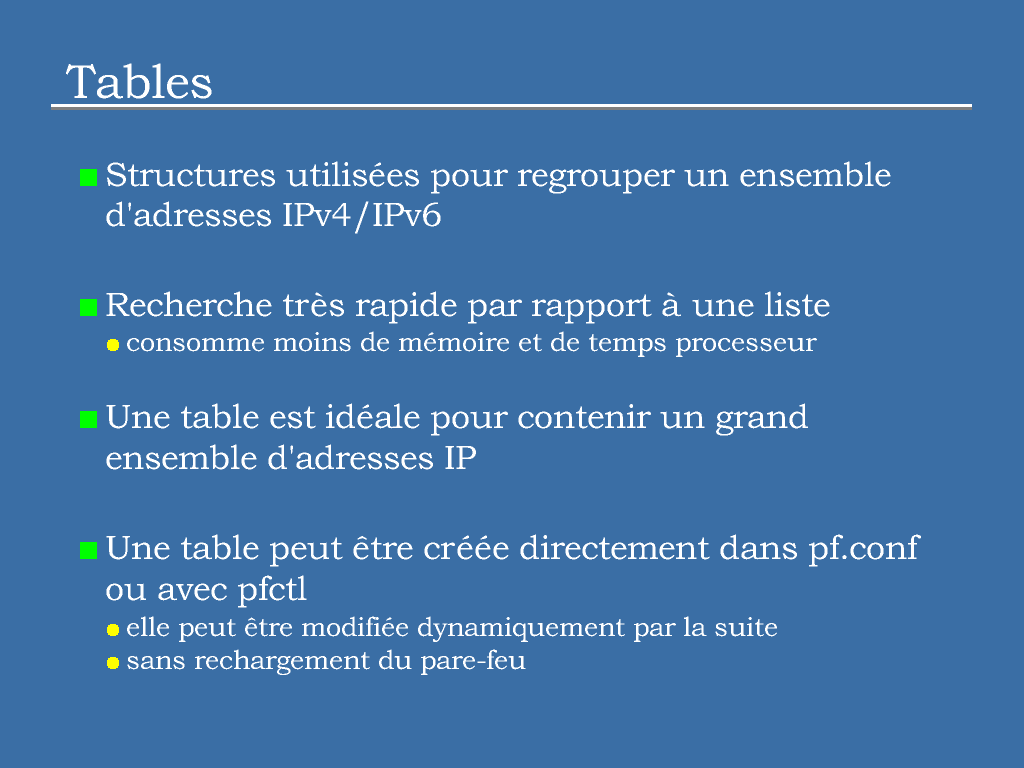 Tables
Structures utilisées pour regrouper un ensemble
d'adresses IPv4/IPv6
Recherche très rapide par rapport à une liste
consomme moins de mémoire et de temps processeur
Une table est idéale pour contenir un grand
ensemble d'adresses IP
Une table peut être créée directement dans pf.conf
ou avec pfctl
elle peut être modifiée dynamiquement par la suite
sans rechargement du pare-feu